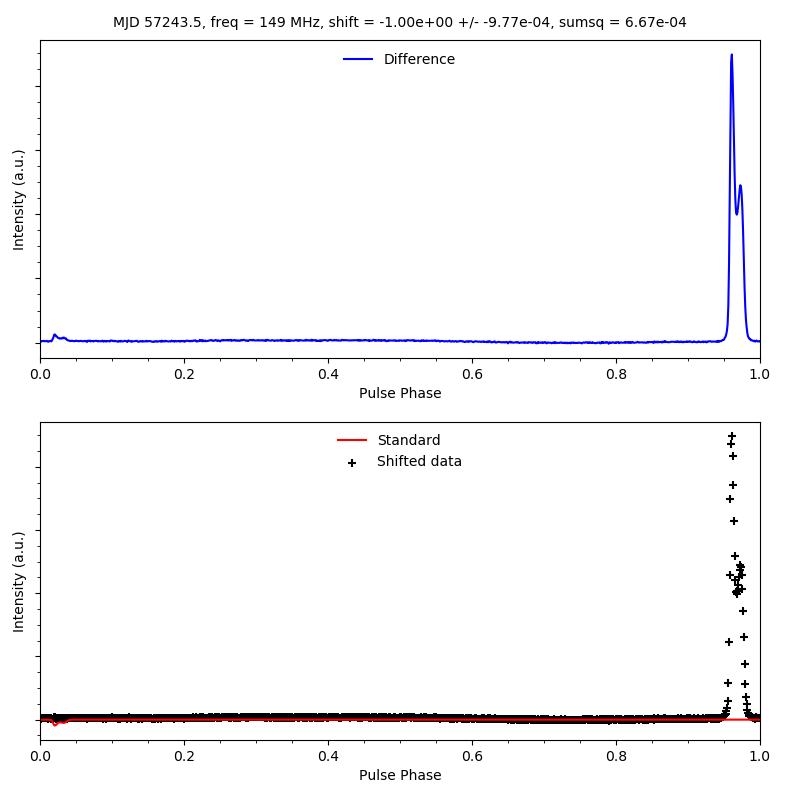 MJD 57243.5, freq = 149 MHz, shift = -1.00e+00 +/- -9.77e-04, sumsq = 6.67e-04
Difference
Intensity (a.u.)
0.0 0.2 0.4 0.6 0.8 1.0
Pulse Phase
Standard
Shifted data
Intensity (a.u.)
0.0 0.2 0.4 0.6 0.8 1.0
Pulse Phase